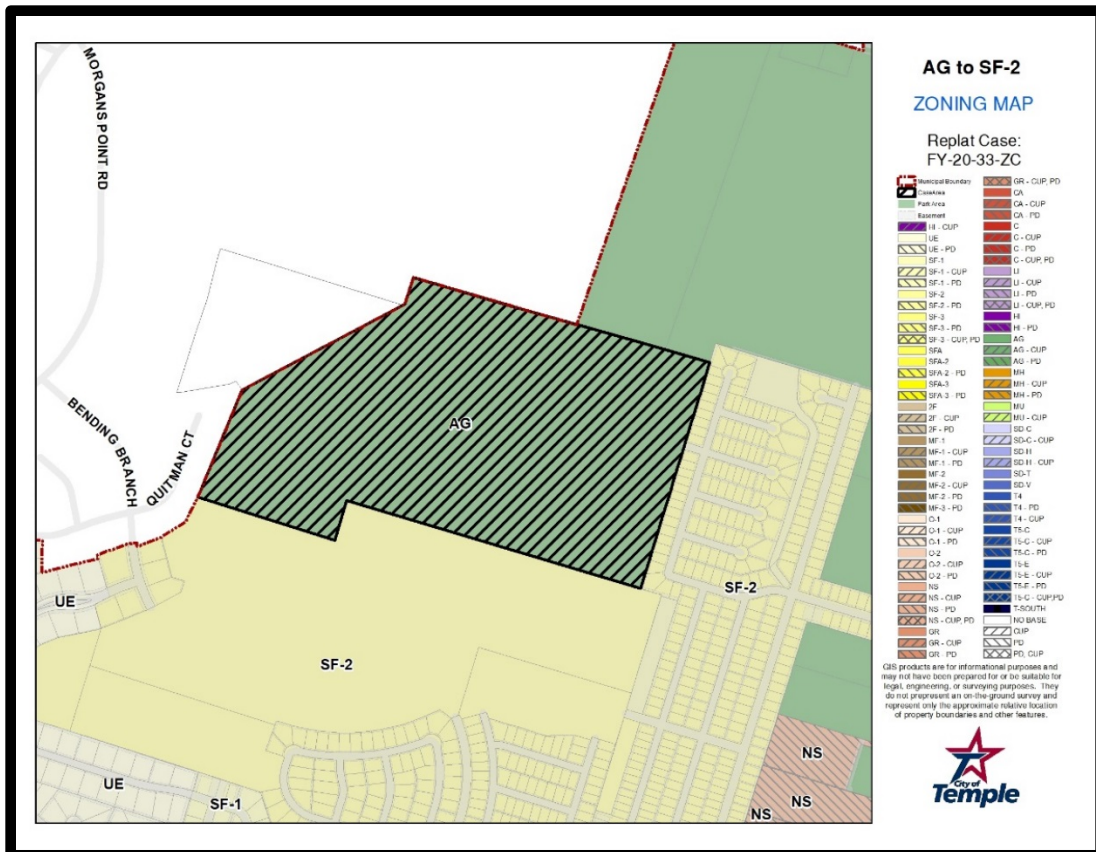 MORGANS POINT RD
BENDING BRANCH
QUITMAN CT
AG
UE
SF-2
SF-2
UE
SF-1
NS
NS
NS
AG to SF-2
ZONING MAP
Replat Case:
FY-20-33-ZC
Municipal Boundary
CaseArea
Park Area
Easement
HI - CUP
UE
UE - PD
SF-1
SF-1 - CUP
SF-1 - PD
SF-2
SF-2 - PD
SF-3
SF-3 - PD
SF-3 - CUP, PD
SFA
SFA-2
SFA-2 - PD
SFA-3
SFA-3 - PD
2F
2F - CUP
2F - PD
MF-1
MF-1 - CUP
MF-1 - PD
MF-2
MF-2 - CUP
MF-2 - PD
MF-3 - PD
O-1
O-1 - CUP
O-1 - PD
O-2
O-2 - CUP
O-2 - PD
NS
NS - CUP
NS - PD
NS - CUP, PD
GR
GR - CUP
GR - PD
GR - CUP, PD
CA
CA - CUP
CA - PD
C
C - CUP
C - PD
C - CUP, PD
LI
LI - CUP
LI - PD
LI - CUP, PD
HI
HI - PD
AG
AG - CUP
AG - PD
MH
MH - CUP
MH - PD
MU
MU - CUP
SD-C
SD-C - CUP
SD-H
SD-H - CUP
SD-T
SD-V
T4
T4 - PD
T4 - CUP
T5-C
T5-C - CUP
T5-C - PD
T5-E
T5-E - CUP
T5-E - PD
T5-C - CUP,PD
T-SOUTH
NO BASE
CUP
PD
PD, CUP
GIS products are for informational purposes and
may not have been prepared for or be suitable for
legal, engineering, or surveying purposes. They
do not prepresent an on-the-ground survey and
represent only the approximate relative location
of property boundaries and other features.
City of
Temple